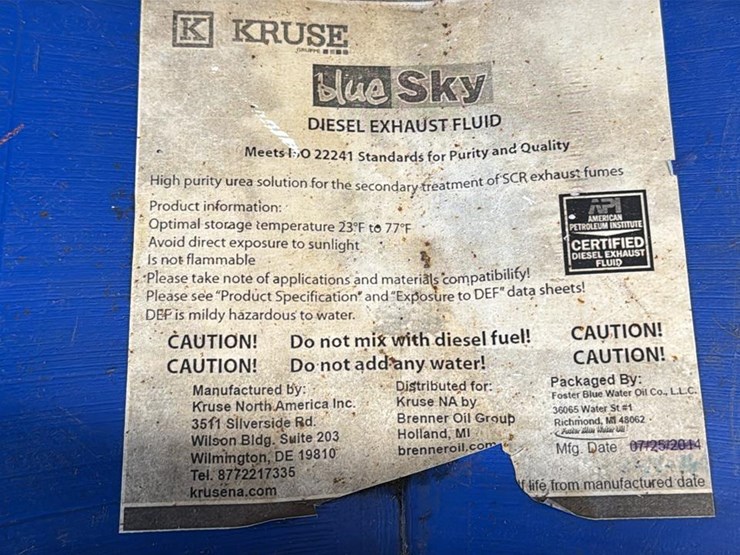 K KRUSE
GRUPPE
blue Sky
DIESEL EXHAUST FLUID
Meets ISO 22241 Standards for Purity and Quality
High purity urea solution for the secondary treatment of SCR exhaust fumes
Product information:
Optimal storage temperature 23°F to 77°F
Avoid direct exposure to sunlight
Is not flammable
Please take note of applications and materials compatibility!
Please see "Product Specification" and "Exposure to DEF" data sheets!
DEF is mildy hazardous to water.
API
AMERICAN
PETROLEUM INSTITUTE
CERTIFIED
DIESEL EXHAUST
FLUID
CAUTION! Do not mix with diesel fuel! CAUTION!
CAUTION! Do not add any water! CAUTION!
Manufactured by:
Kruse North America Inc.
3511 Silverside Rd.
Wilson Bldg. Suite 203
Wilmington, DE 19810
Tel. 8772217335
krusena.com
Distributed for:
Kruse NA by
Brenner Oil Group
Holland, MI
brenneroil.com
Packaged By:
Foster Blue Water Oil Co., L.L.C.
36065 Water St #1
Richmond, MI 48062
Mfg. Date 07/25/2014
f life from manufactured date